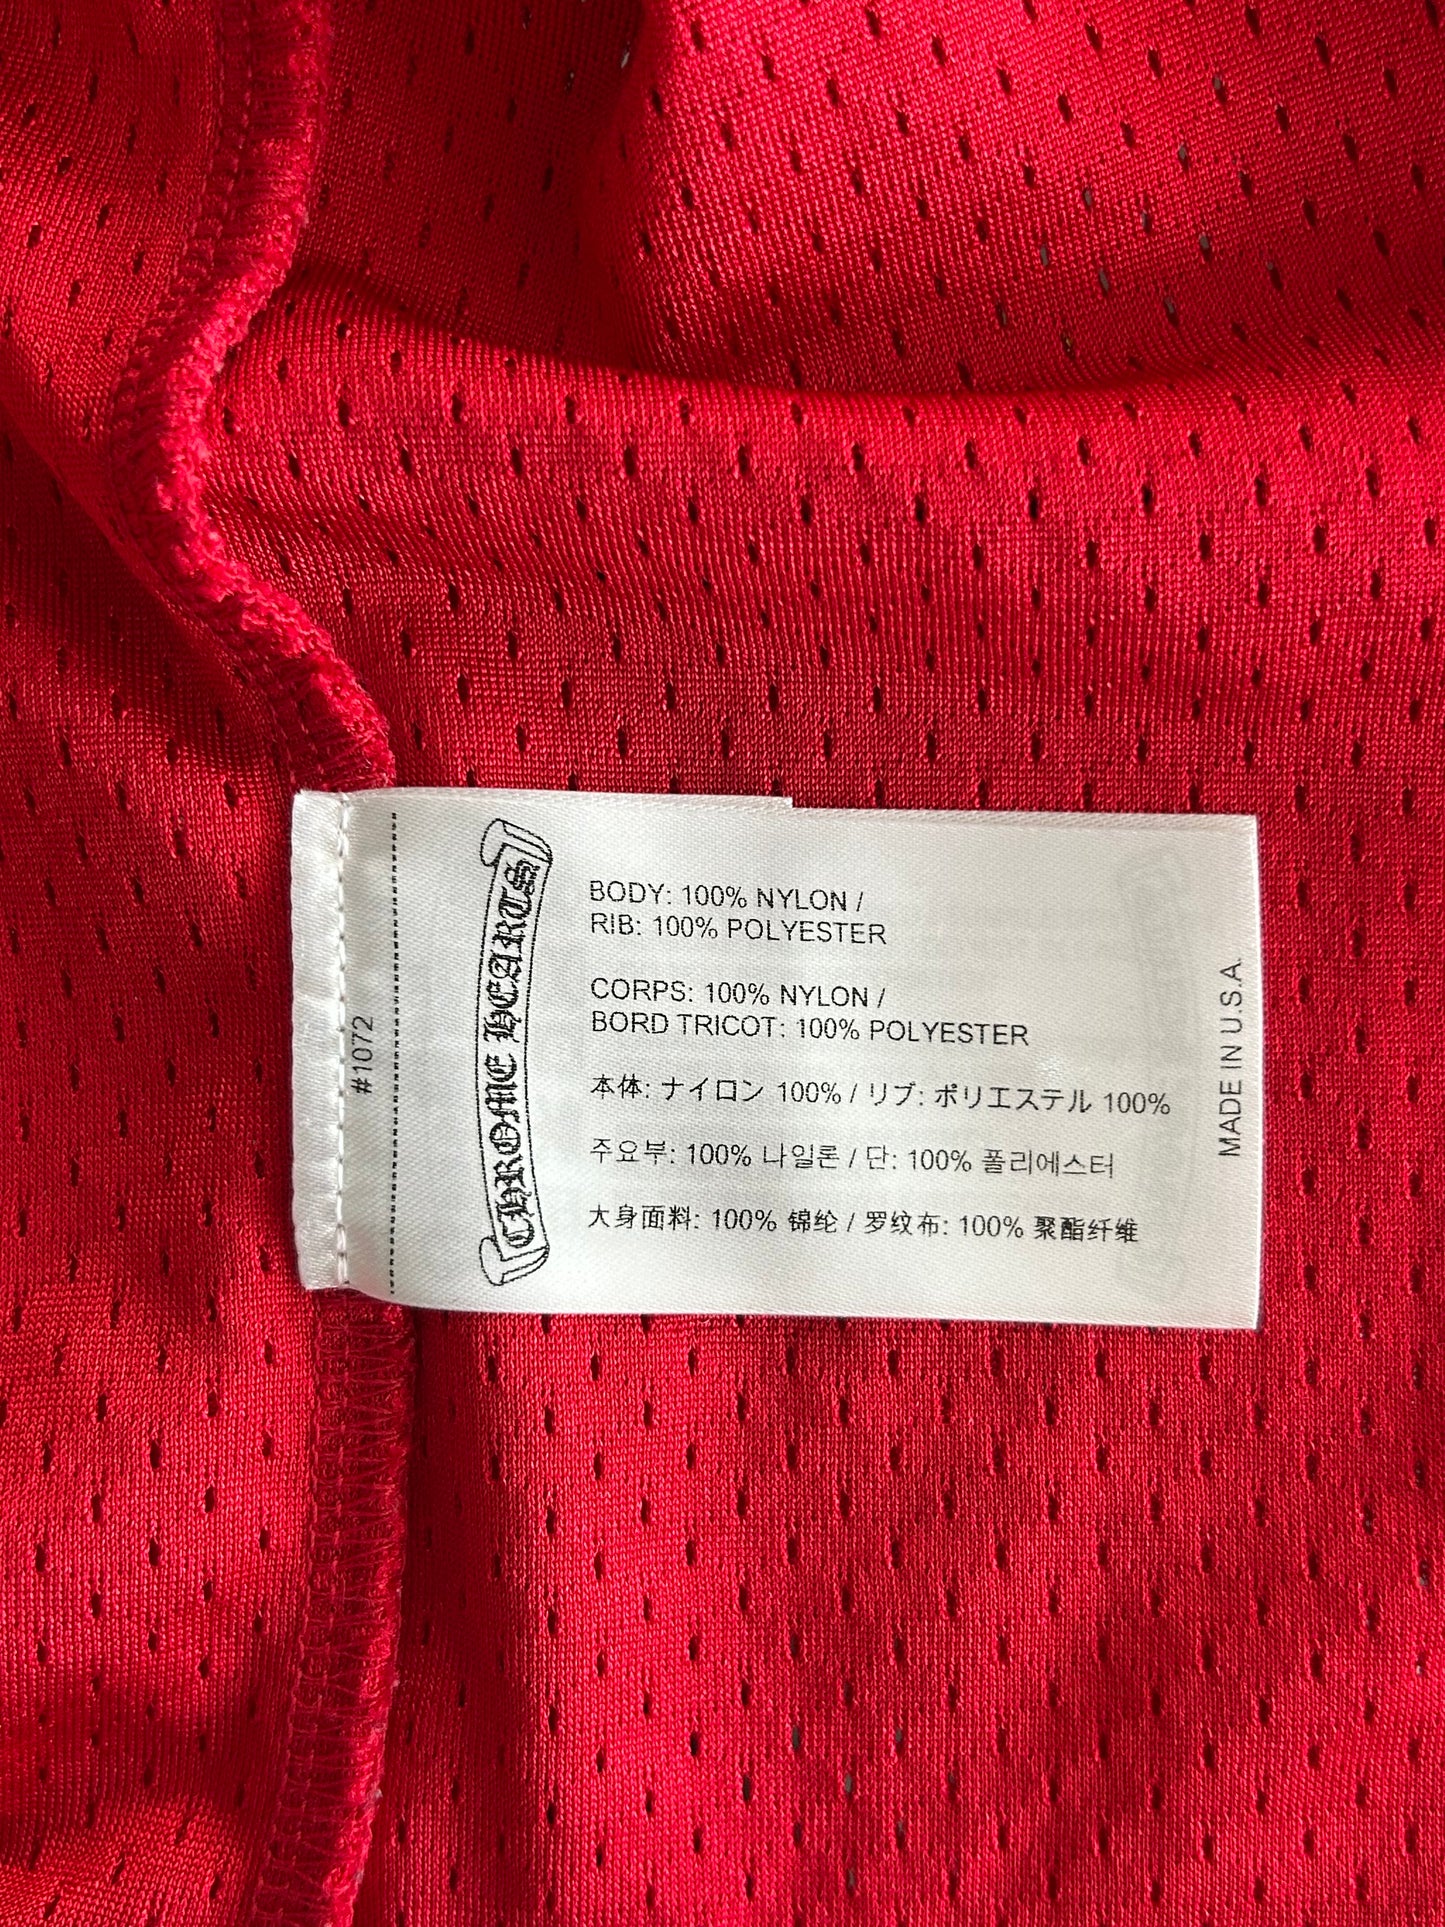 #1072
CHROME HEARTS
BODY: 100% NYLON /
RIB: 100% POLYESTER
CORPS: 100% NYLON /
BORD TRICOT: 100% POLYESTER
本体: ナイロン 100% / リブ: ポリエステル 100%
주요부: 100% 나일론 / 단: 100% 폴리에스터
大身面料: 100% 锦纶 / 罗纹布: 100% 聚酯纤维
MADE IN U.S.A.